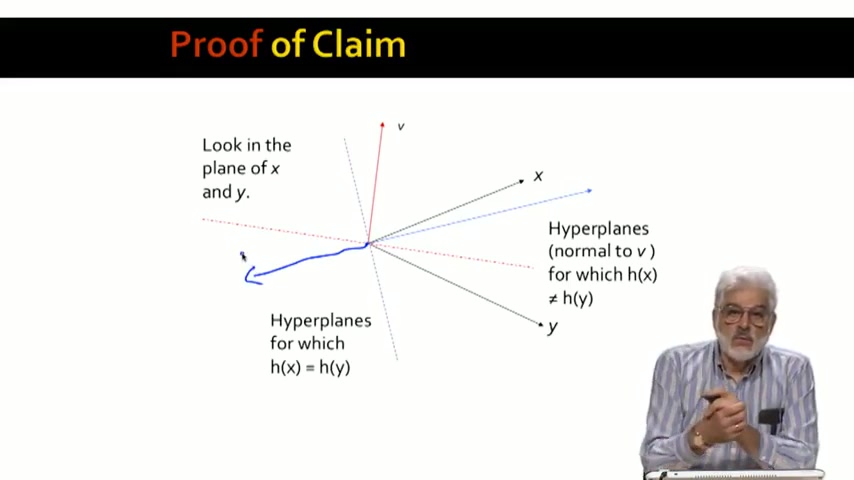 Proof of Claim
v
Look in the
plane of x
and y.
x
Hyperplanes
(normal to v )
for which h(x)
≠ h(y)
y
Hyperplanes
for which
h(x) = h(y)